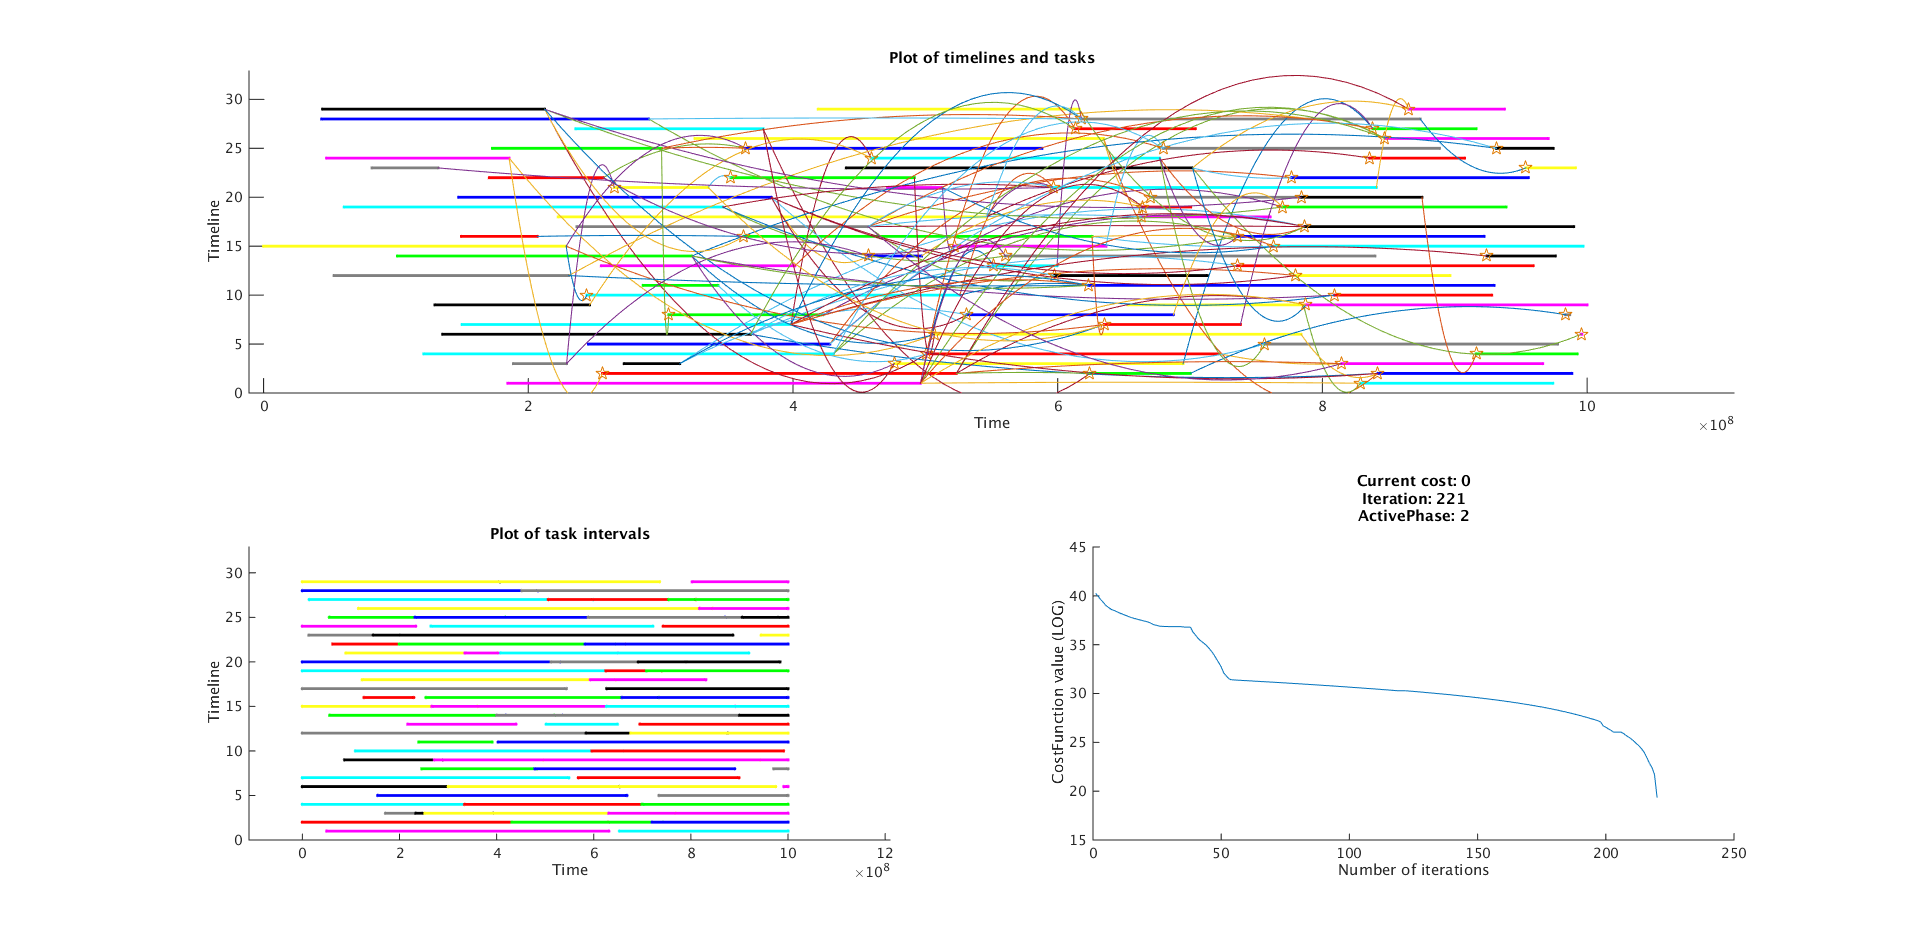 Plot of timelines and tasks
30
25
20
15
10
5
0
Timeline
0 2 4 6 8 10
Time
×10^8
Current cost: 0
Iteration: 221
ActivePhase: 2
Plot of task intervals
30
25
20
15
10
5
0
Timeline
0 2 4 6 8 10 12
Time
×10^8
45
40
35
30
25
20
15
CostFunction value (LOG)
0 50 100 150 200 250
Number of iterations